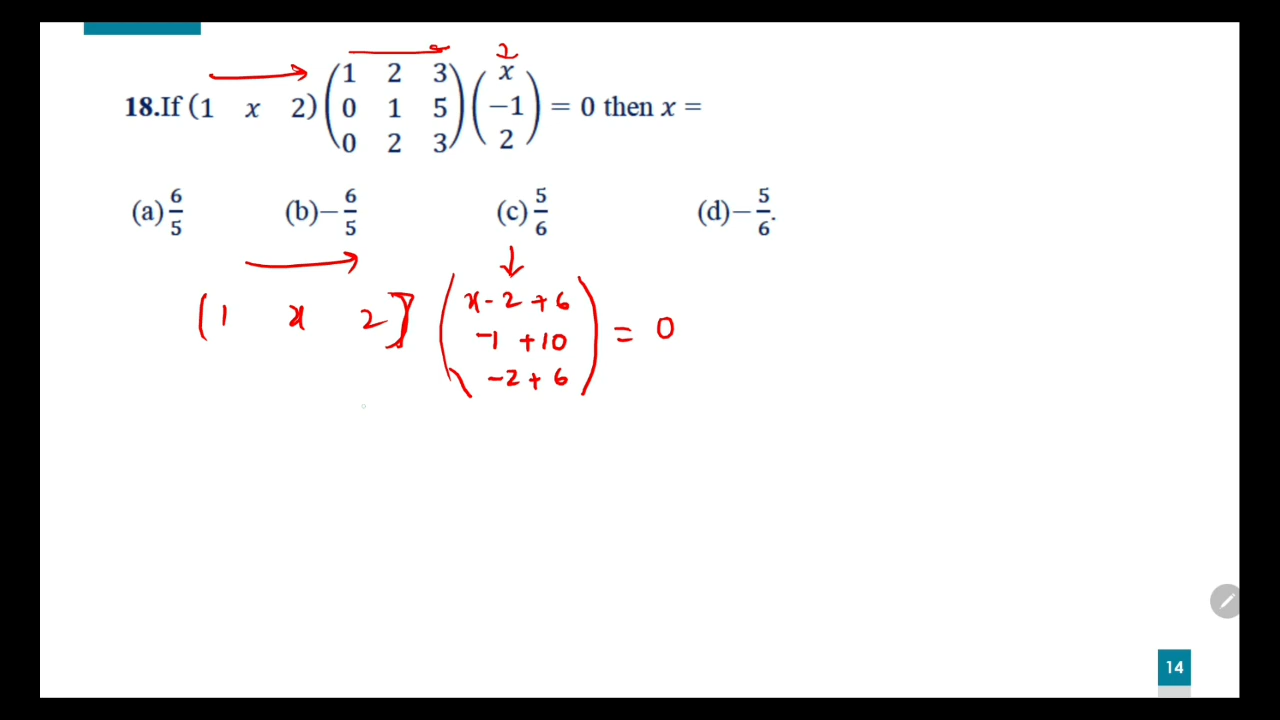 2
18.If (1 x 2) (1 2 3
0 1 5
0 2 3) (x
−1
2) = 0 then x =
(a) 6/5 (b)− 6/5 (c) 5/6 (d)− 5/6.
(1 x 2) (x - 2 + 6
-1 + 10
-2 + 6) = 0
14